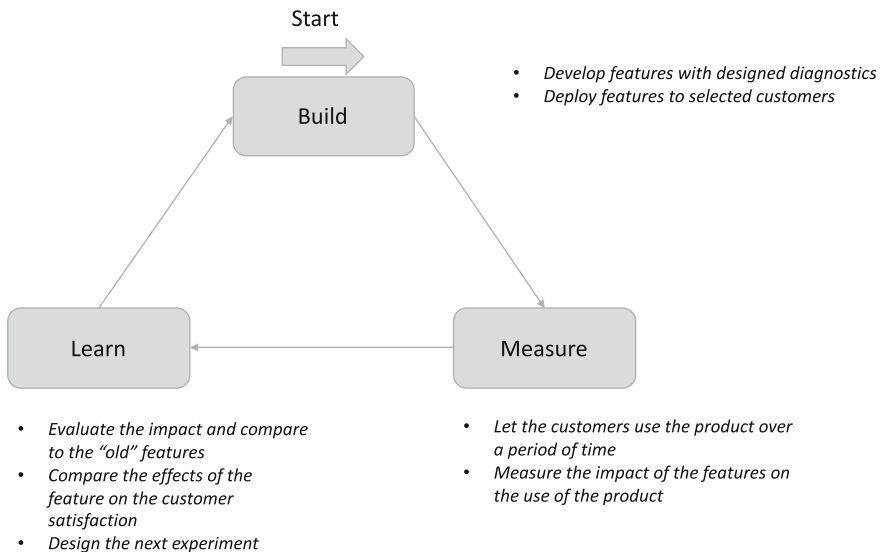 Start
Build
• Develop features with designed diagnostics
• Deploy features to selected customers
Learn
Measure
• Evaluate the impact and compare
to the “old” features
• Compare the effects of the
feature on the customer
satisfaction
• Design the next experiment
• Let the customers use the product over
a period of time
• Measure the impact of the features on
the use of the product